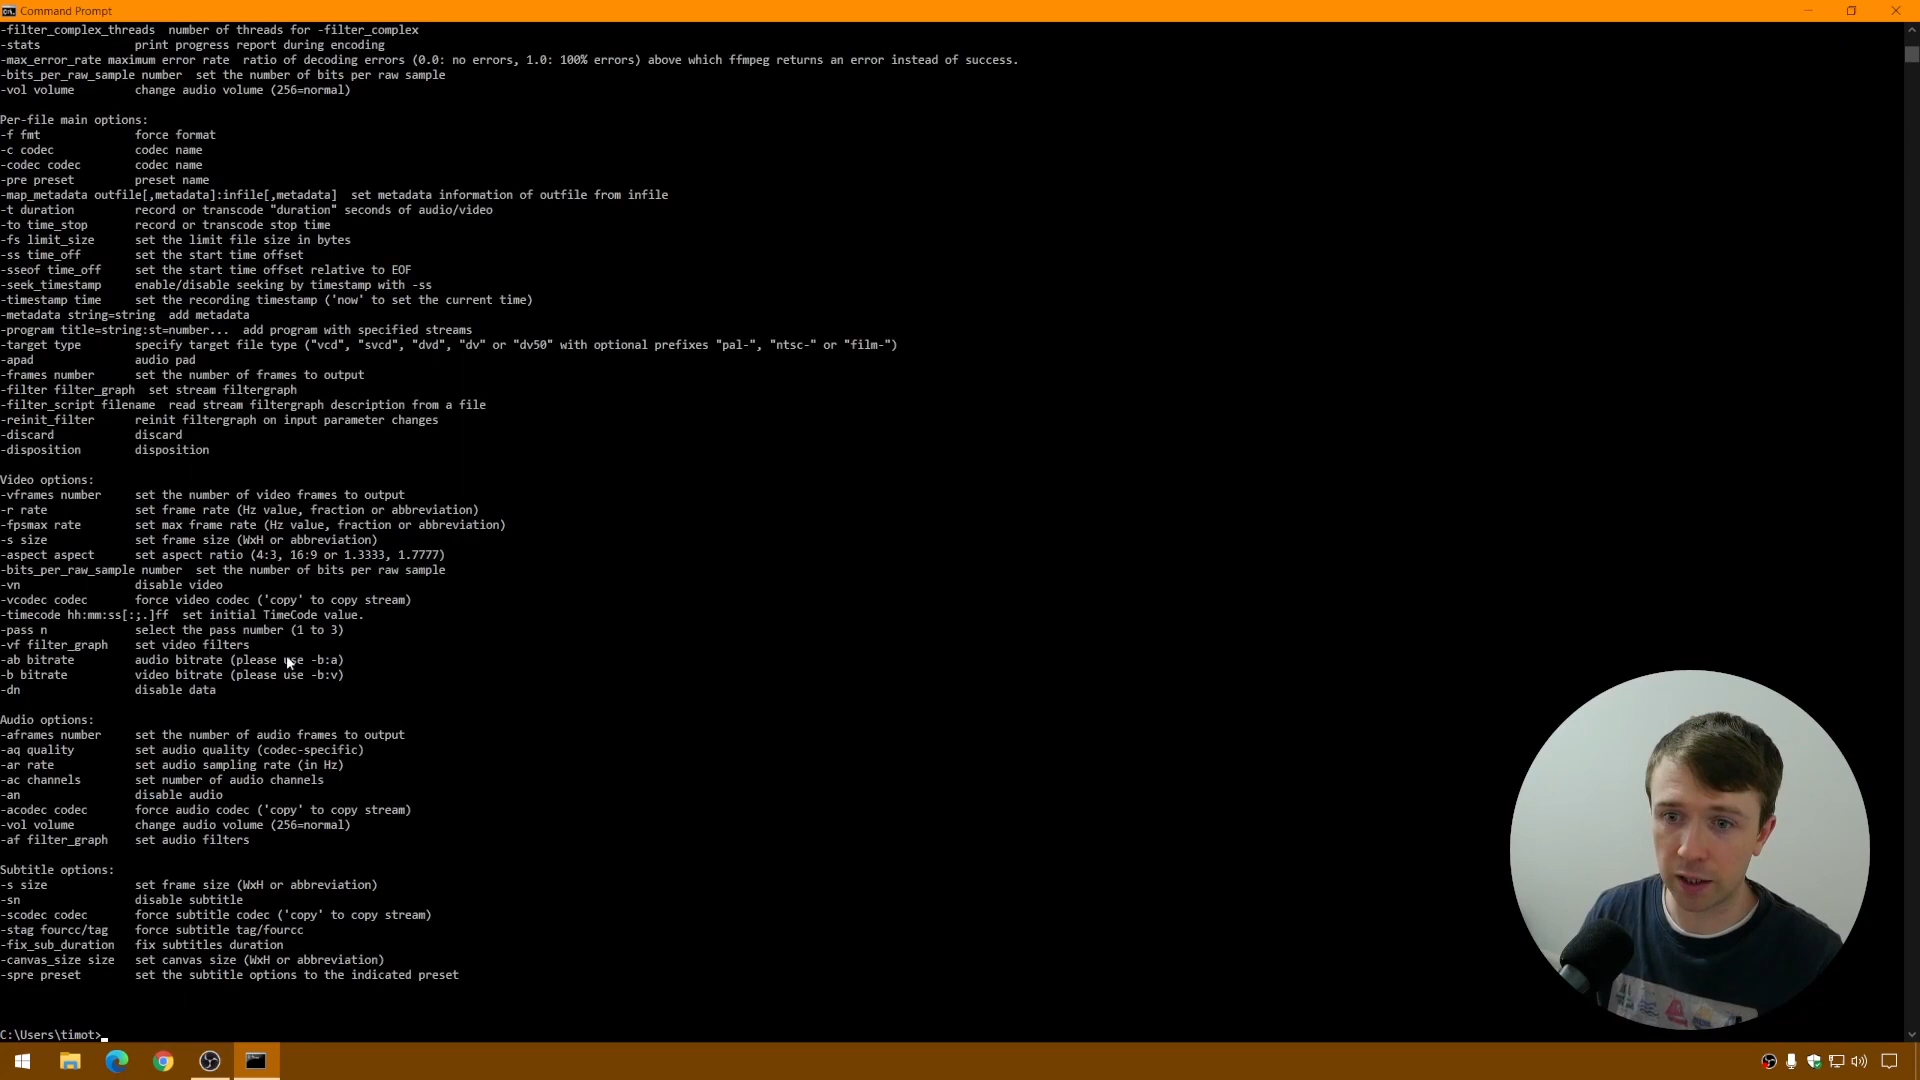 Command Prompt
-filter_complex_threads  number of threads for -filter_complex
-stats              print progress report during encoding
-max_error_rate maximum error rate  ratio of decoding errors (0.0: no errors, 1.0: 100% errors) above which ffmpeg returns an error instead of success.
-bits_per_raw_sample number  set the number of bits per raw sample
-vol volume         change audio volume (256=normal)
Per-file main options:
-f fmt              force format
-c codec            codec name
-codec codec        codec name
-pre preset         preset name
-map_metadata outfile[,metadata]:infile[,metadata]  set metadata information of outfile from infile
-t duration         record or transcode "duration" seconds of audio/video
-to time_stop       record or transcode stop time
-fs limit_size      set the limit file size in bytes
-ss time_off        set the start time offset
-sseof time_off     set the start time offset relative to EOF
-seek_timestamp     enable/disable seeking by timestamp with -ss
-timestamp time     set the recording timestamp ('now' to set the current time)
-metadata string=string  add metadata
-program title=string:st=number...  add program with specified streams
-target type        specify target file type ("vcd", "svcd", "dvd", "dv" or "dv50" with optional prefixes "pal-", "ntsc-" or "film-")
-apad               audio pad
-frames number      set the number of frames to output
-filter filter_graph  set stream filtergraph
-filter_script filename  read stream filtergraph description from a file
-reinit_filter      reinit filtergraph on input parameter changes
-discard            discard
-disposition        disposition
Video options:
-vframes number     set the number of video frames to output
-r rate             set frame rate (Hz value, fraction or abbreviation)
-fpsmax rate        set max frame rate (Hz value, fraction or abbreviation)
-s size             set frame size (WxH or abbreviation)
-aspect aspect      set aspect ratio (4:3, 16:9 or 1.3333, 1.7777)
-bits_per_raw_sample number  set the number of bits per raw sample
-vn                 disable video
-vcodec codec       force video codec ('copy' to copy stream)
-timecode hh:mm:ss[:;.]ff  set initial TimeCode value.
-pass n             select the pass number (1 to 3)
-vf filter_graph    set video filters
-ab bitrate         audio bitrate (please use -b:a)
-b bitrate          video bitrate (please use -b:v)
-dn                 disable data
Audio options:
-aframes number     set the number of audio frames to output
-aq quality         set audio quality (codec-specific)
-ar rate            set audio sampling rate (in Hz)
-ac channels        set number of audio channels
-an                 disable audio
-acodec codec       force audio codec ('copy' to copy stream)
-vol volume         change audio volume (256=normal)
-af filter_graph    set audio filters
Subtitle options:
-s size             set frame size (WxH or abbreviation)
-sn                 disable subtitle
-scodec codec       force subtitle codec ('copy' to copy stream)
-stag fourcc/tag    force subtitle tag/fourcc
-fix_sub_duration   fix subtitles duration
-canvas_size size   set canvas size (WxH or abbreviation)
-spre preset        set the subtitle options to the indicated preset
C:\Users\timot>